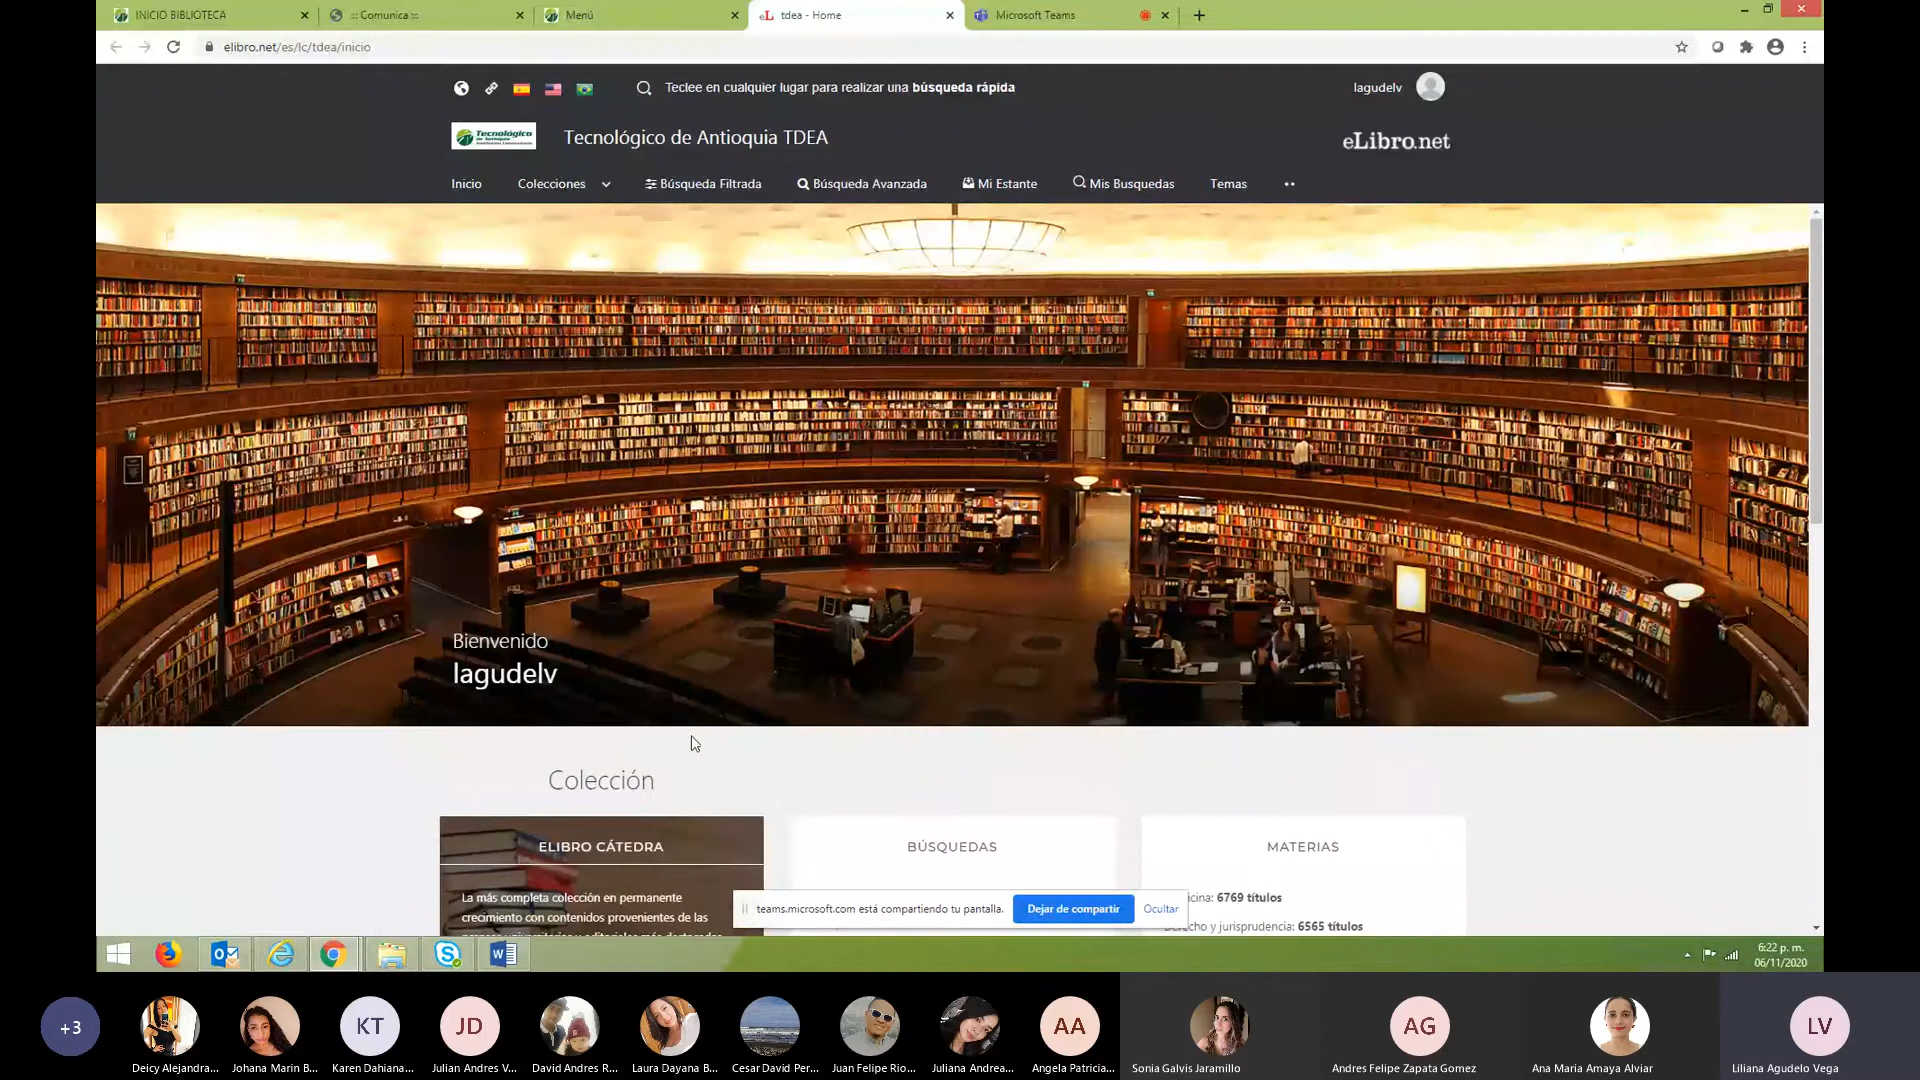 INICIO BIBLIOTECA
::: Comunica :::
Menú
tdea - Home
Microsoft Teams
elibro.net/es/lc/tdea/inicio
Teclee en cualquier lugar para realizar una búsqueda rápida
lagudelv
Tecnológico
de Antioquia
Tecnológico de Antioquia TDEA
eLibro.net
Inicio
Colecciones
Búsqueda Filtrada
Búsqueda Avanzada
Mi Estante
Mis Busquedas
Temas
Bienvenido
lagudelv
Colección
ELIBRO CÁTEDRA
BÚSQUEDAS
MATERIAS
La más completa colección en permanente
crecimiento con contenidos provenientes de las
6769 títulos
y jurisprudencia: 6565 títulos
teams.microsoft.com está compartiendo tu pantalla.
Dejar de compartir
Ocultar
6:22 p. m.
06/11/2020
+3
KT
JD
AA
AG
LV
Deicy Alejandra...
Johana Marin B...
Karen Dahiana...
Julian Andres V...
David Andres R...
Laura Dayana B...
Cesar David Per...
Juan Felipe Rio...
Juliana Andrea...
Angela Patricia...
Sonia Galvis Jaramillo
Andres Felipe Zapata Gomez
Ana Maria Amaya Alviar
Liliana Agudelo Vega